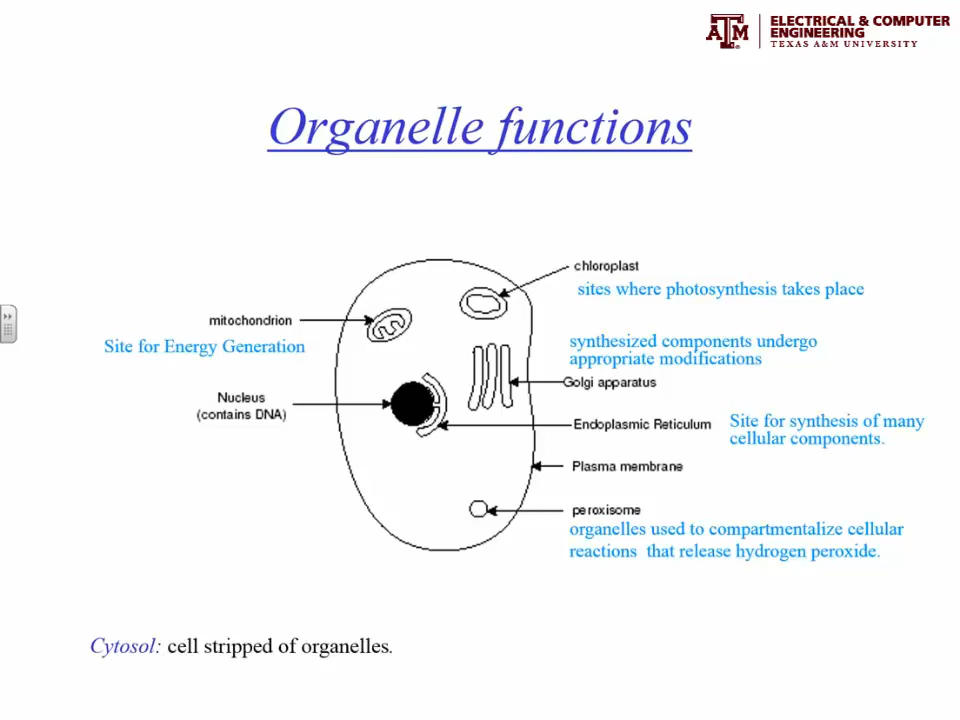 ĀTM ELECTRICAL & COMPUTER
ENGINEERING
TEXAS A&M UNIVERSITY
Organelle functions
chloroplast
sites where photosynthesis takes place
mitochondrion
Site for Energy Generation
synthesized components undergo
appropriate modifications
Golgi apparatus
Nucleus
(contains DNA)
Endoplasmic Reticulum
Site for synthesis of many
cellular components.
Plasma membrane
peroxisome
organelles used to compartmentalize cellular
reactions that release hydrogen peroxide.
Cytosol: cell stripped of organelles.